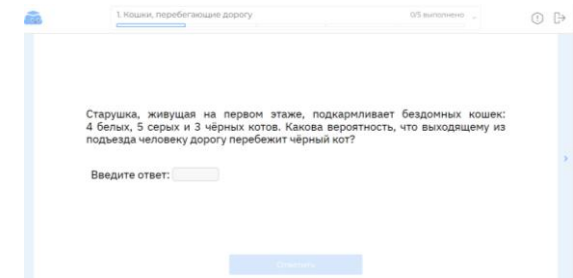 1. Кошки, перебегающие дорогу
0/5 выполнено
Старушка, живущая на первом этаже, подкармливает бездомных кошек:
4 белых, 5 серых и 3 чёрных котов. Какова вероятность, что выходящему из
подъезда человеку дорогу перебежит чёрный кот?
Введите ответ:
Ответить